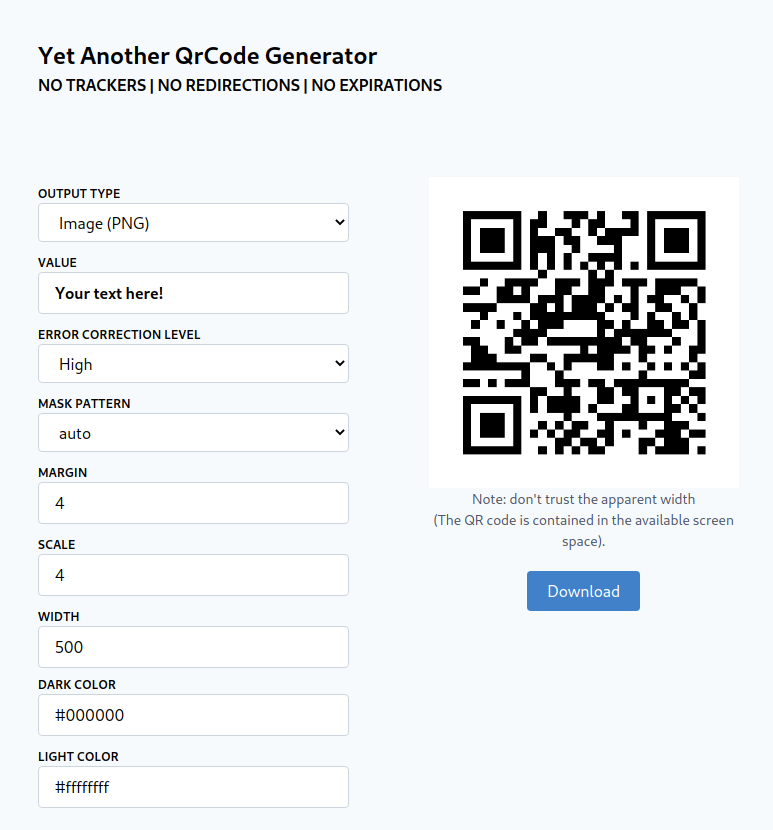 Yet Another QrCode Generator
NO TRACKERS | NO REDIRECTIONS | NO EXPIRATIONS
OUTPUT TYPE
Image (PNG)
VALUE
Your text here!
ERROR CORRECTION LEVEL
High
MASK PATTERN
auto
MARGIN
4
SCALE
4
WIDTH
500
DARK COLOR
#000000
LIGHT COLOR
#ffffffff
Note: don't trust the apparent width
(The QR code is contained in the available screen
space).
Download